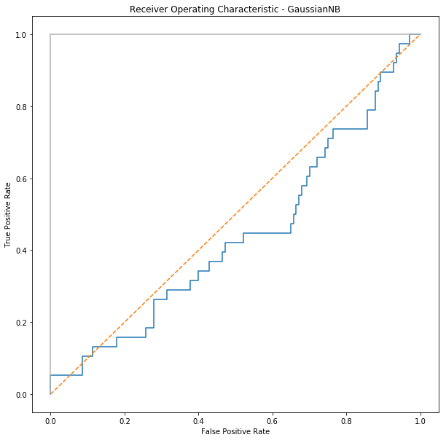 Receiver Operating Characteristic - GaussianNB
True Positive Rate
1.0
0.8
0.6
0.4
0.2
0.0
0.0 0.2 0.4 0.6 0.8 1.0
False Positive Rate